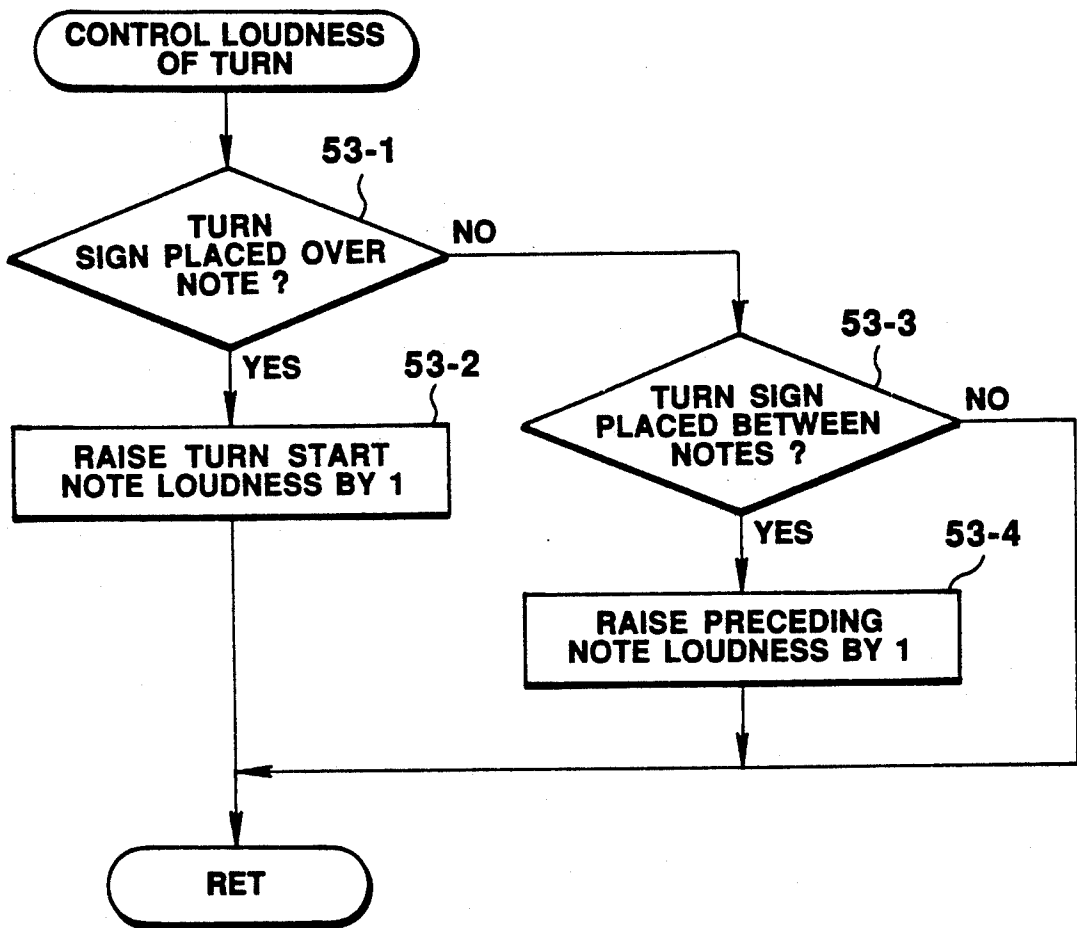 CONTROL LOUDNESS
OF TURN
53-1
TURN
SIGN PLACED OVER
NOTE ?
NO
YES
53-2
RAISE TURN START
NOTE LOUDNESS BY 1
53-3
TURN SIGN
PLACED BETWEEN
NOTES ?
NO
YES
53-4
RAISE PRECEDING
NOTE LOUDNESS BY 1
RET